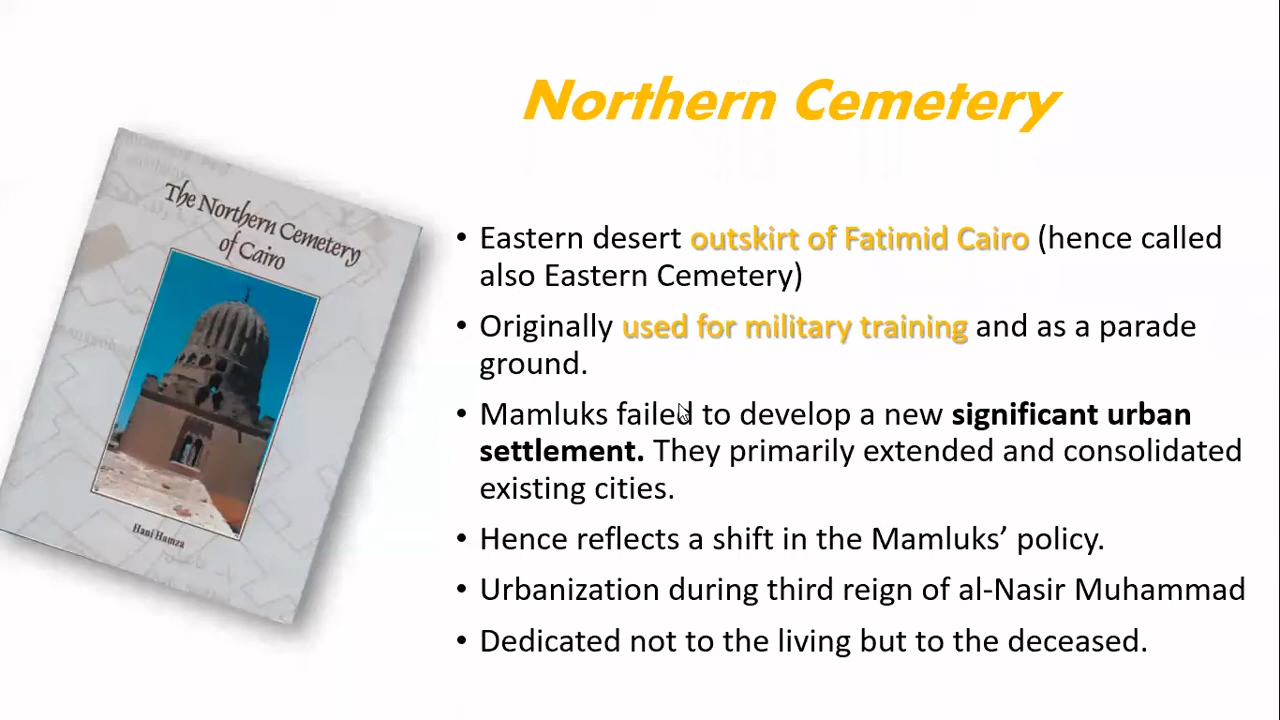 Northern Cemetery
The Northern Cemetery
of Cairo
Hani Hamza
• Eastern desert outskirt of Fatimid Cairo (hence called
also Eastern Cemetery)
• Originally used for military training and as a parade
ground.
• Mamluks failed to develop a new significant urban
settlement. They primarily extended and consolidated
existing cities.
• Hence reflects a shift in the Mamluks’ policy.
• Urbanization during third reign of al-Nasir Muhammad
• Dedicated not to the living but to the deceased.